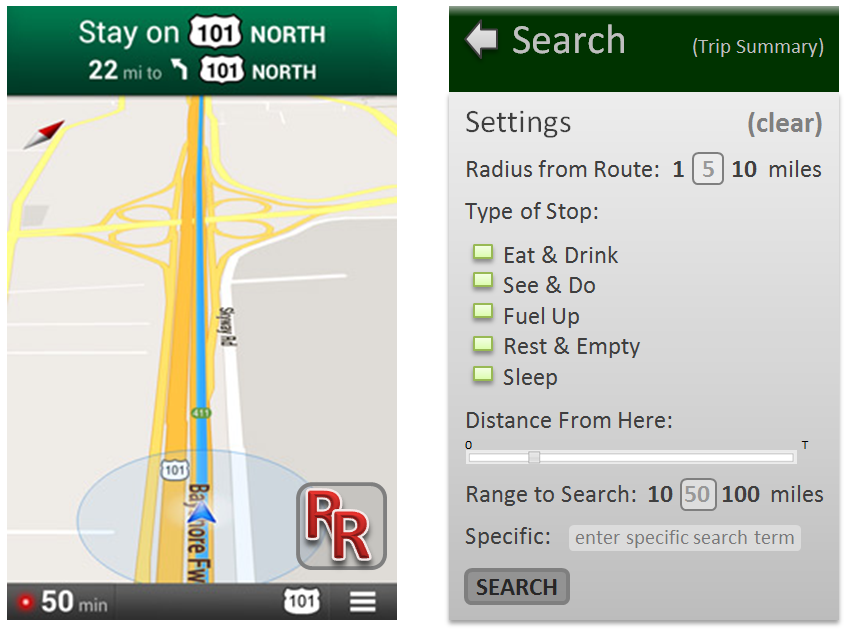 Stay on 101 NORTH
22 mi to 101 NORTH
Skyway Rd
411
101
Bayshore Fw
RR
50 min
101
Search
(Trip Summary)
Settings
(clear)
Radius from Route: 1 5 10 miles
Type of Stop:
Eat & Drink
See & Do
Fuel Up
Rest & Empty
Sleep
Distance From Here:
0 T
Range to Search: 10 50 100 miles
Specific: enter specific search term
SEARCH